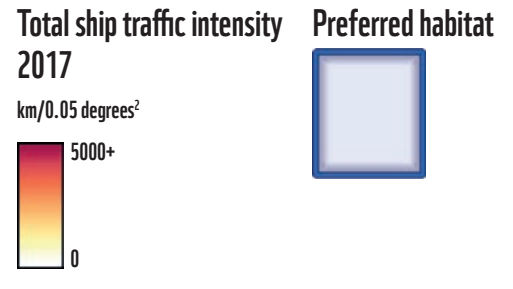 Total ship traffic intensity
2017
km/0.05 degrees²
5000+
0
Preferred habitat